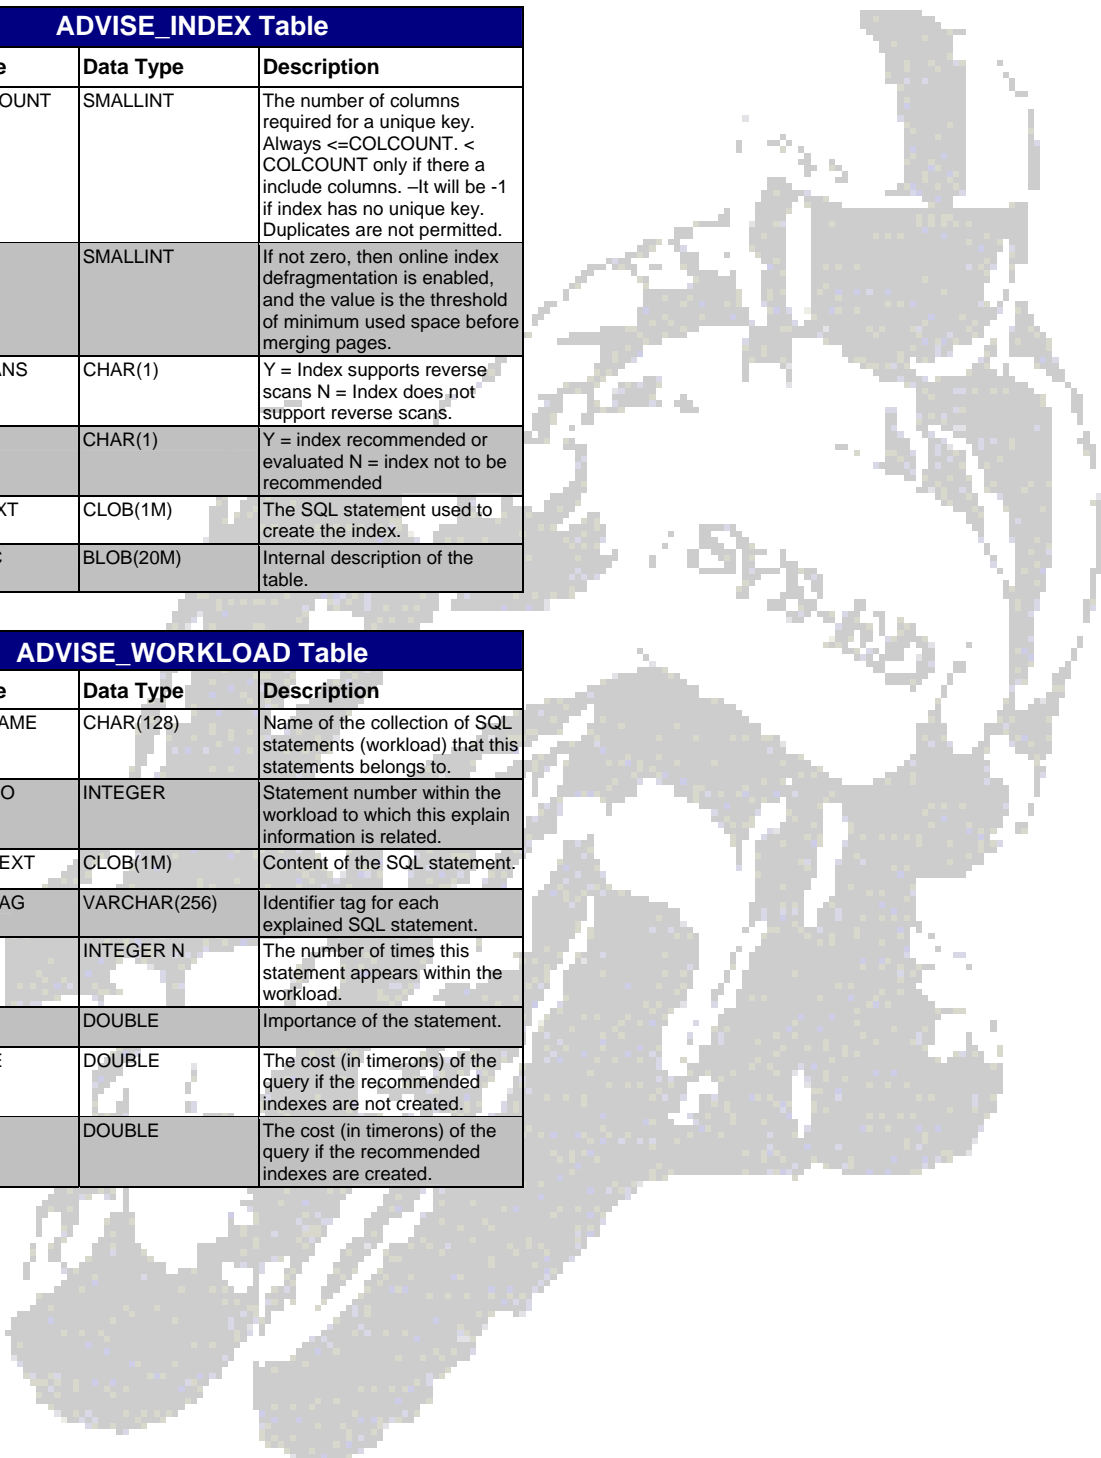 ADVISE_INDEX Table
e Data Type Description
OUNT SMALLINT The number of columns
required for a unique key.
Always <=COLCOUNT. <
COLCOUNT only if there a
include columns. –It will be -1
if index has no unique key.
Duplicates are not permitted.
SMALLINT If not zero, then online index
defragmentation is enabled,
and the value is the threshold
of minimum used space before
merging pages.
ANS CHAR(1) Y = Index supports reverse
scans N = Index does not
support reverse scans.
CHAR(1) Y = index recommended or
evaluated N = index not to be
recommended
XT CLOB(1M) The SQL statement used to
create the index.
C BLOB(20M) Internal description of the
table.
SYS-ED
ADVISE_WORKLOAD Table
e Data Type Description
AME CHAR(128) Name of the collection of SQL
statements (workload) that this
statements belongs to.
O INTEGER Statement number within the
workload to which this explain
information is related.
EXT CLOB(1M) Content of the SQL statement.
AG VARCHAR(256) Identifier tag for each
explained SQL statement.
INTEGER N The number of times this
statement appears within the
workload.
DOUBLE Importance of the statement.
E DOUBLE The cost (in timerons) of the
query if the recommended
indexes are not created.
DOUBLE The cost (in timerons) of the
query if the recommended
indexes are created.